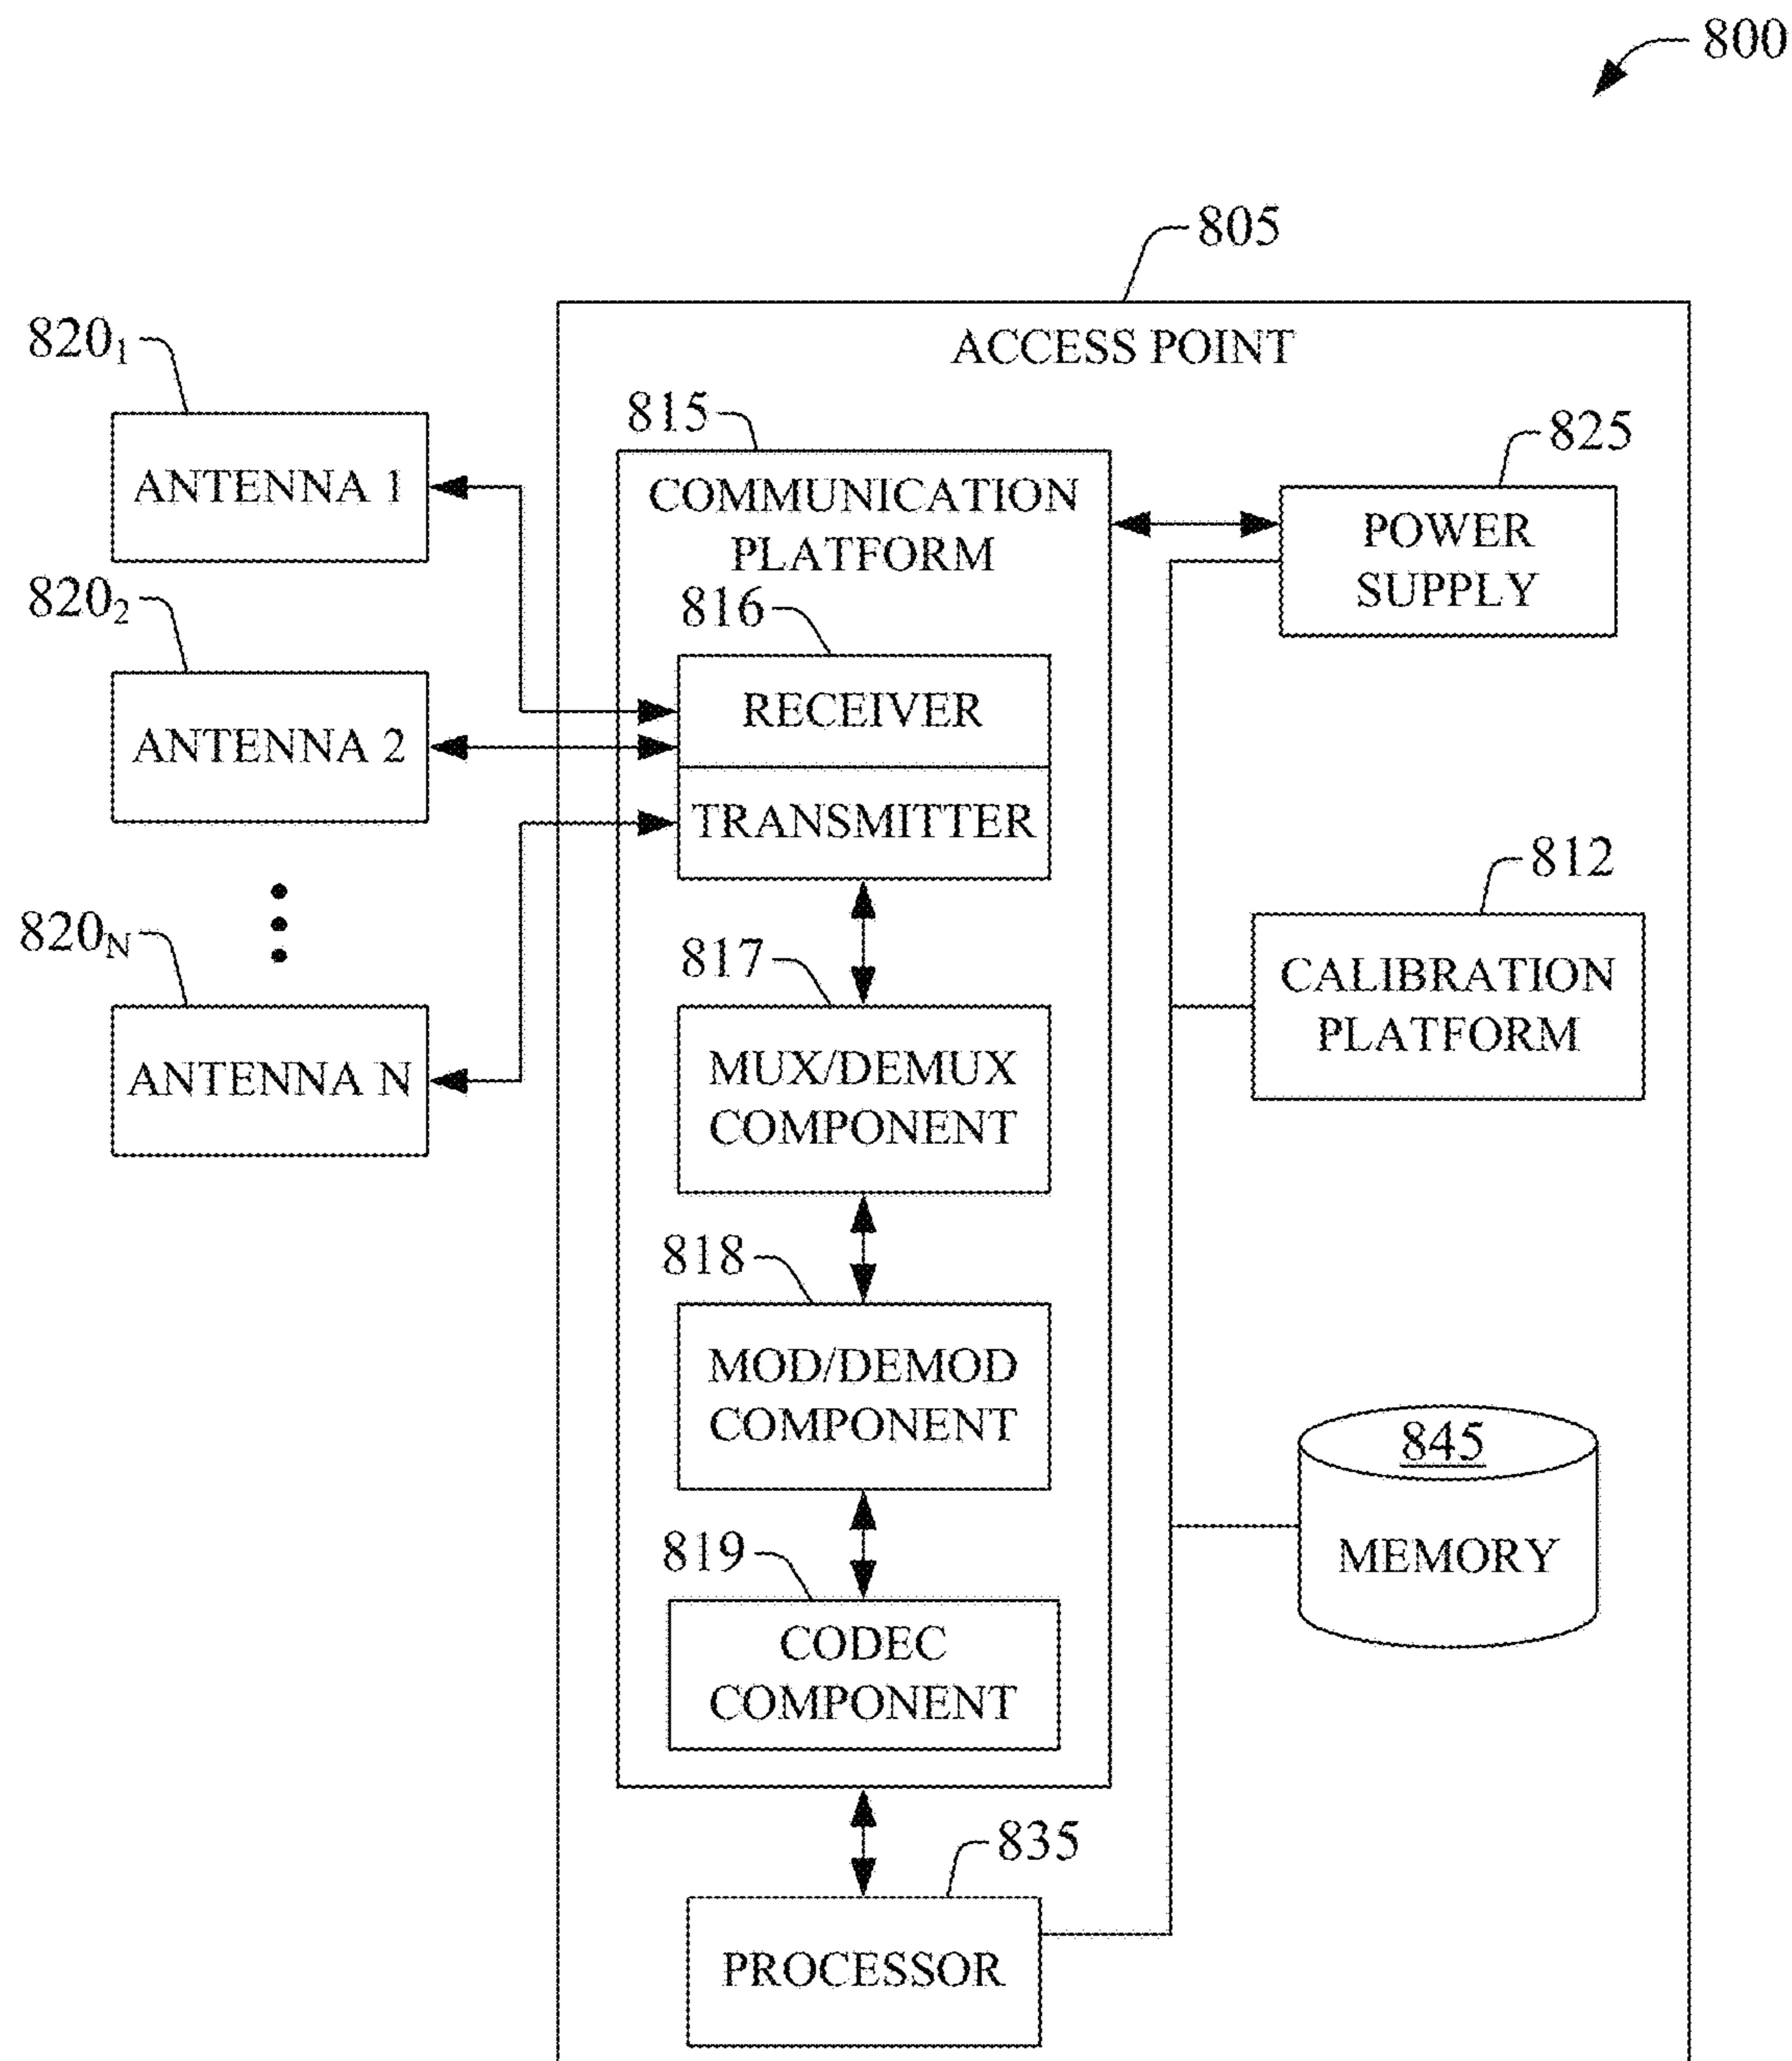 800
805
ACCESS POINT
820₁
ANTENNA 1
820₂
ANTENNA 2
820N
ANTENNA N
815
COMMUNICATION
PLATFORM
816
RECEIVER
TRANSMITTER
817
MUX/DEMUX
COMPONENT
818
MOD/DEMOD
COMPONENT
819
CODEC
COMPONENT
835
PROCESSOR
825
POWER
SUPPLY
812
CALIBRATION
PLATFORM
845
MEMORY